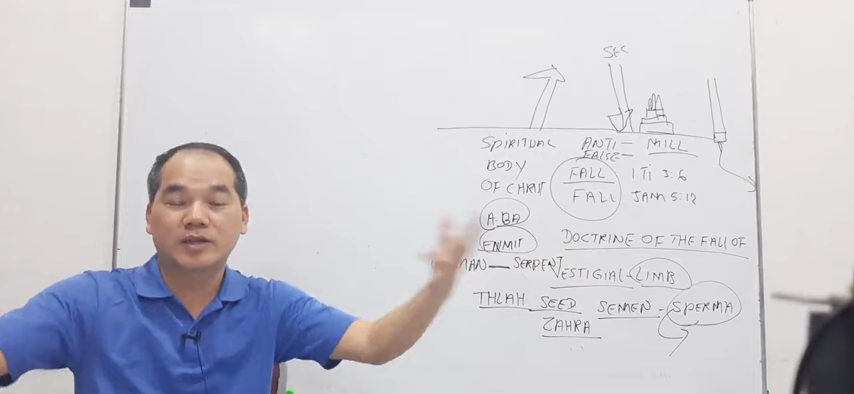 SEC
SPIRITUAL ANTI- MILL
BODY FALSE-
OF CHRIST FALL 1 TI 3:6
FALL JAM 5:12
A.BA
ENMIT DOCTRINE OF THE FALL OF
MAN — SERPENT VESTIGIAL - LIMB
THLAH SEED SEMEN - SPERMA
ZAHRA